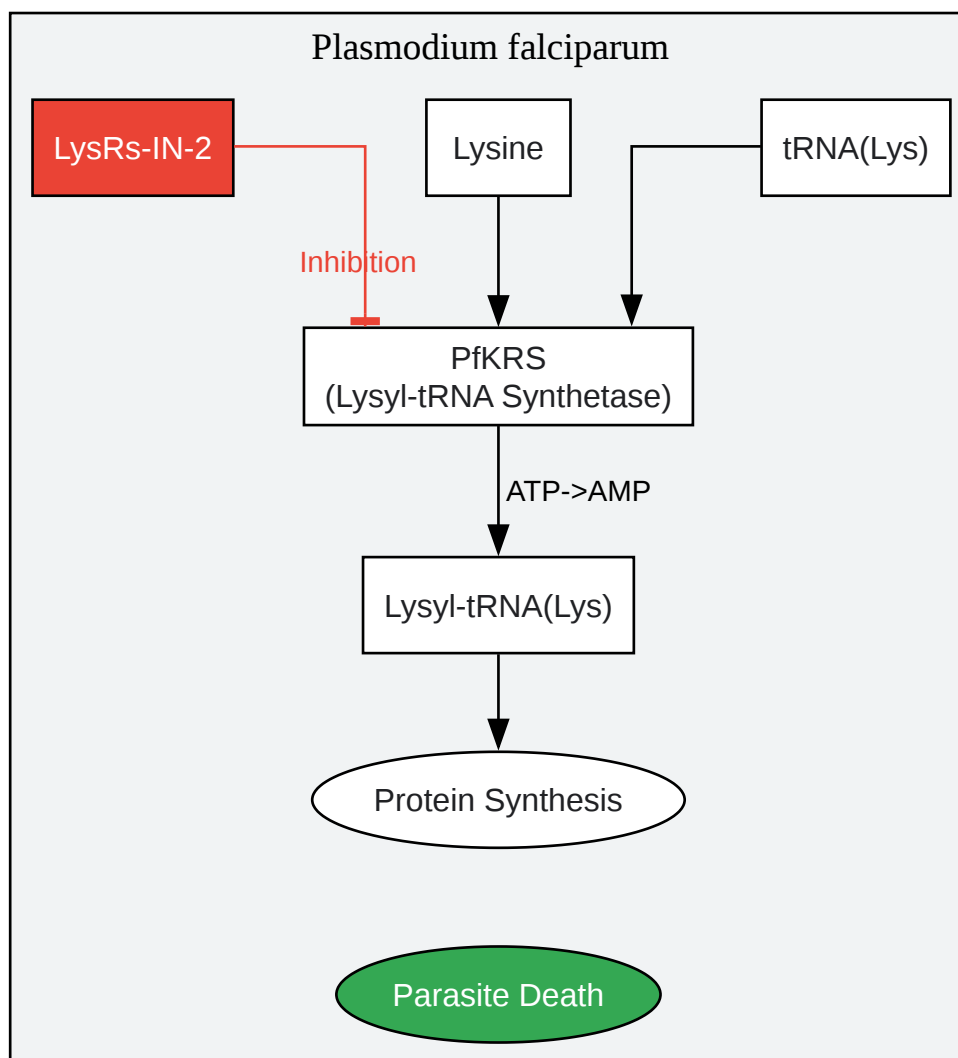 Plasmodium falciparum
LysRs-IN-2
Lysine
tRNA(Lys)
Inhibition
PfKRS
(Lysyl-tRNA Synthetase)
ATP->AMP
Lysyl-tRNA(Lys)
Protein Synthesis
Parasite Death